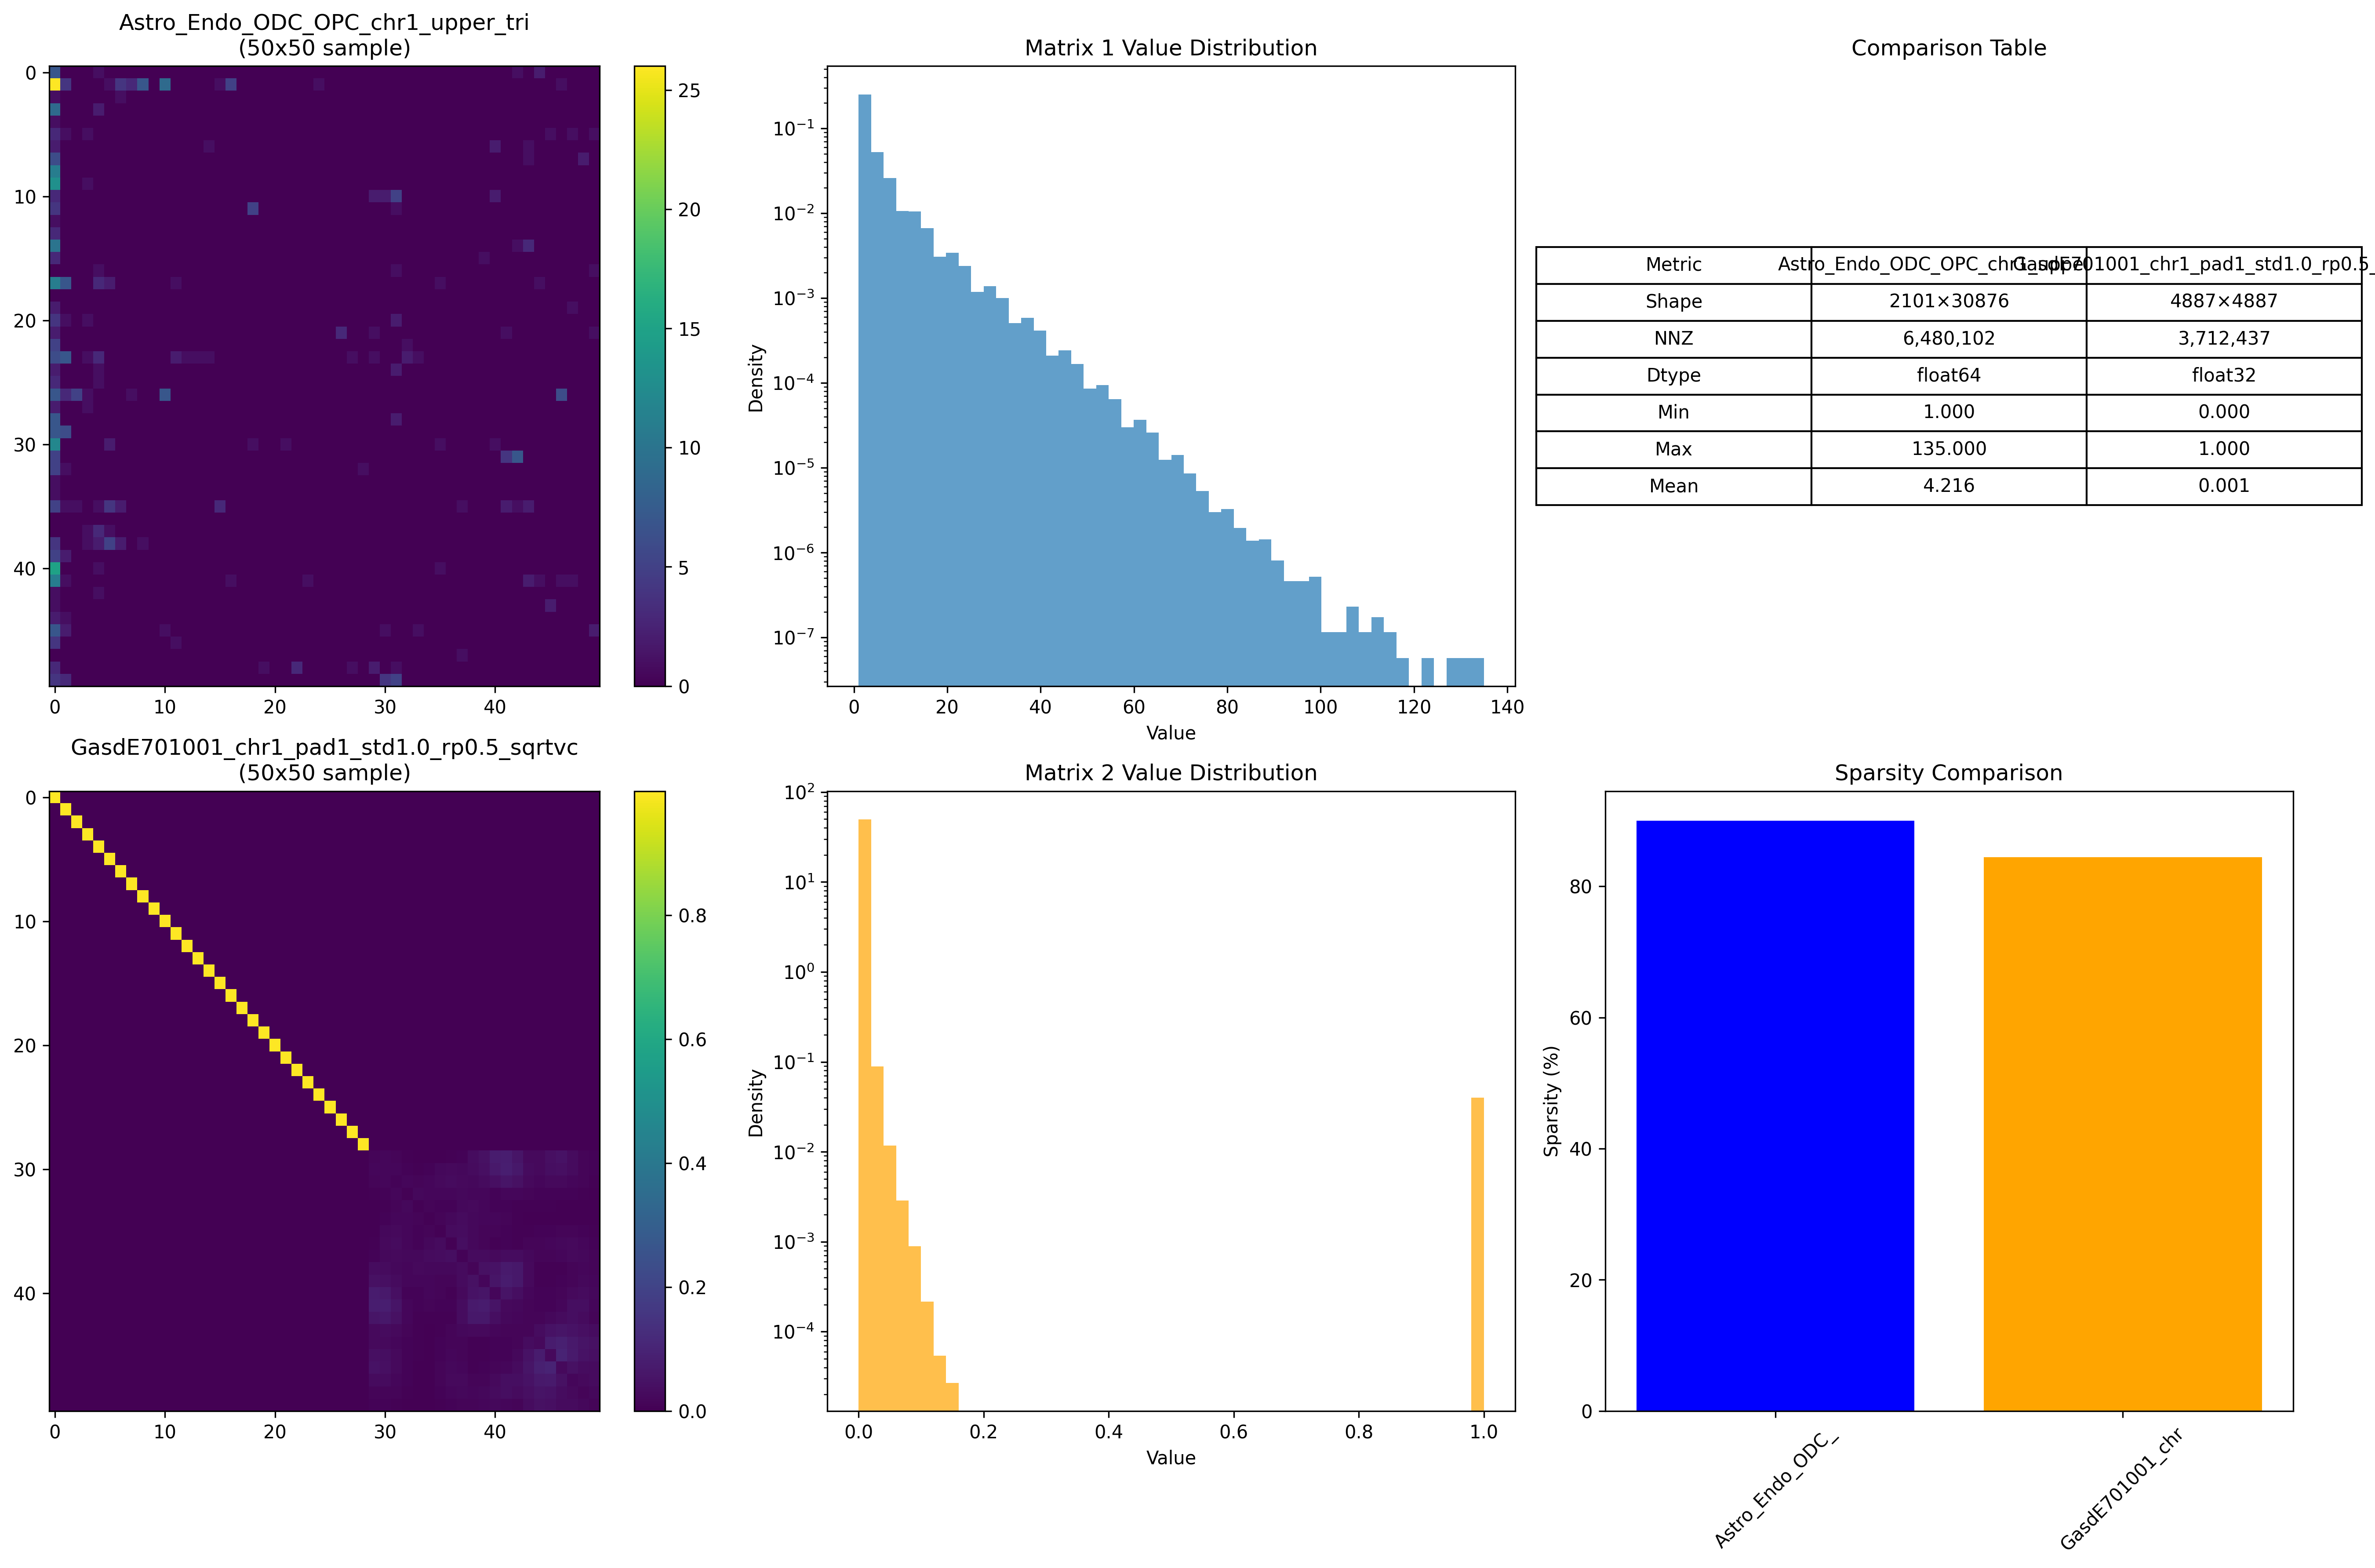 Astro_Endo_ODC_OPC_chr1_upper_tri
(50x50 sample)
0
10
20
30
40
0
10
20
30
40
25
20
15
10
5
0
Matrix 1 Value Distribution
Density
10⁻¹
10⁻²
10⁻³
10⁻⁴
10⁻⁵
10⁻⁶
10⁻⁷
0
20
40
60
80
100
120
140
Value
Comparison Table
Metric
Shape 2101×30876 4887×4887
NNZ 6,480,102 3,712,437
Dtype float64 float32
Min 1.000 0.000
Max 135.000 1.000
Mean 4.216 0.001
GasdE701001_chr1_pad1_std1.0_rp0.5_sqrtvc
(50x50 sample)
0
10
20
30
40
0
10
20
30
40
0.8
0.6
0.4
0.2
0.0
Matrix 2 Value Distribution
Density
10²
10¹
10⁰
10⁻¹
10⁻²
10⁻³
10⁻⁴
0.0
0.2
0.4
0.6
0.8
1.0
Value
Sparsity Comparison
Sparsity (%)
80
60
40
20
0
Astro_Endo_ODC_
GasdE701001_chr